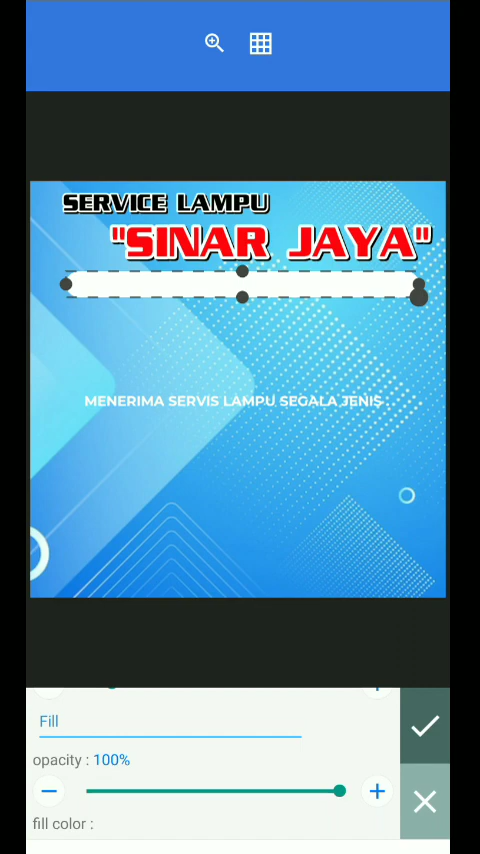 SERVICE LAMPU
"SINAR JAYA"
MENERIMA SERVIS LAMPU SEGALA JENIS
Fill
opacity : 100%
fill color :